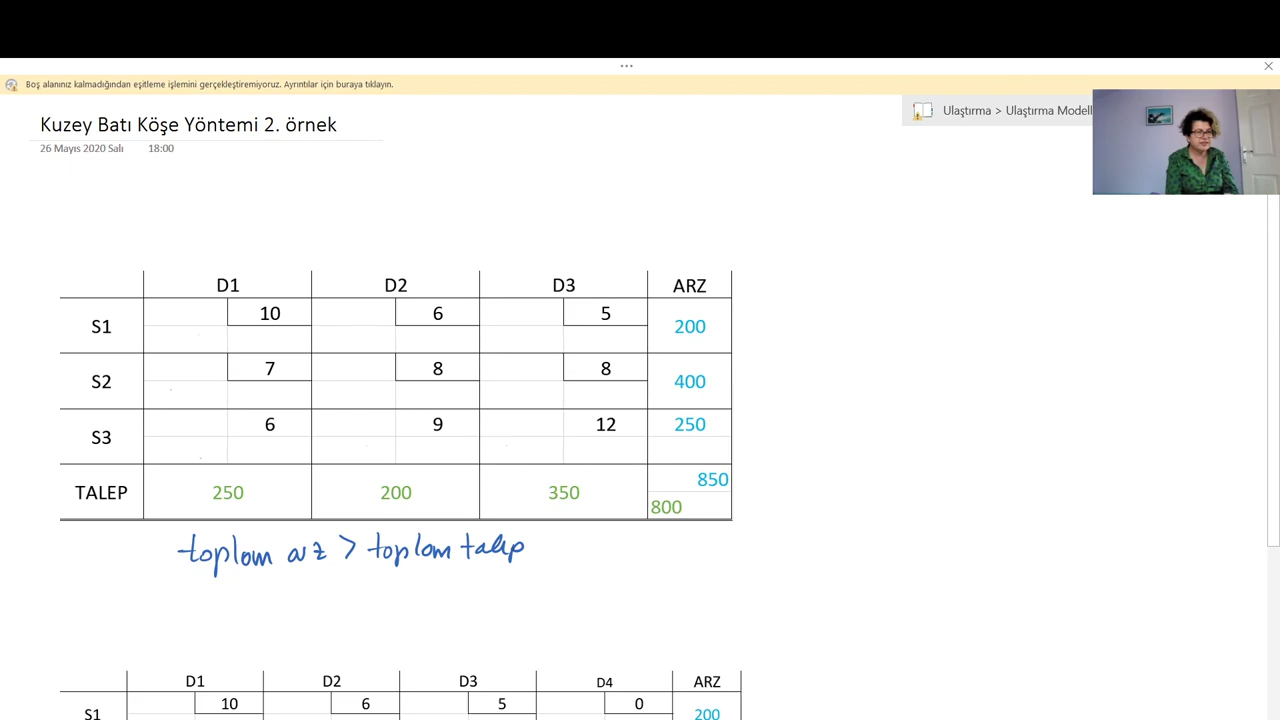 Boş alanınız kalmadığından eşitleme işlemini gerçekleştiremiyoruz. Ayrıntılar için buraya tıklayın.
Ulaştırma > Ulaştırma Modell
Kuzey Batı Köşe Yöntemi 2. örnek
26 Mayıs 2020 Salı 18:00
D1 D2 D3 ARZ
S1 10 6 5 200
S2 7 8 8 400
S3 6 9 12 250
TALEP 250 200 350 850
800
toplam arz > toplam talep
D1 D2 D3 D4 ARZ
S1 10 6 5 0 200